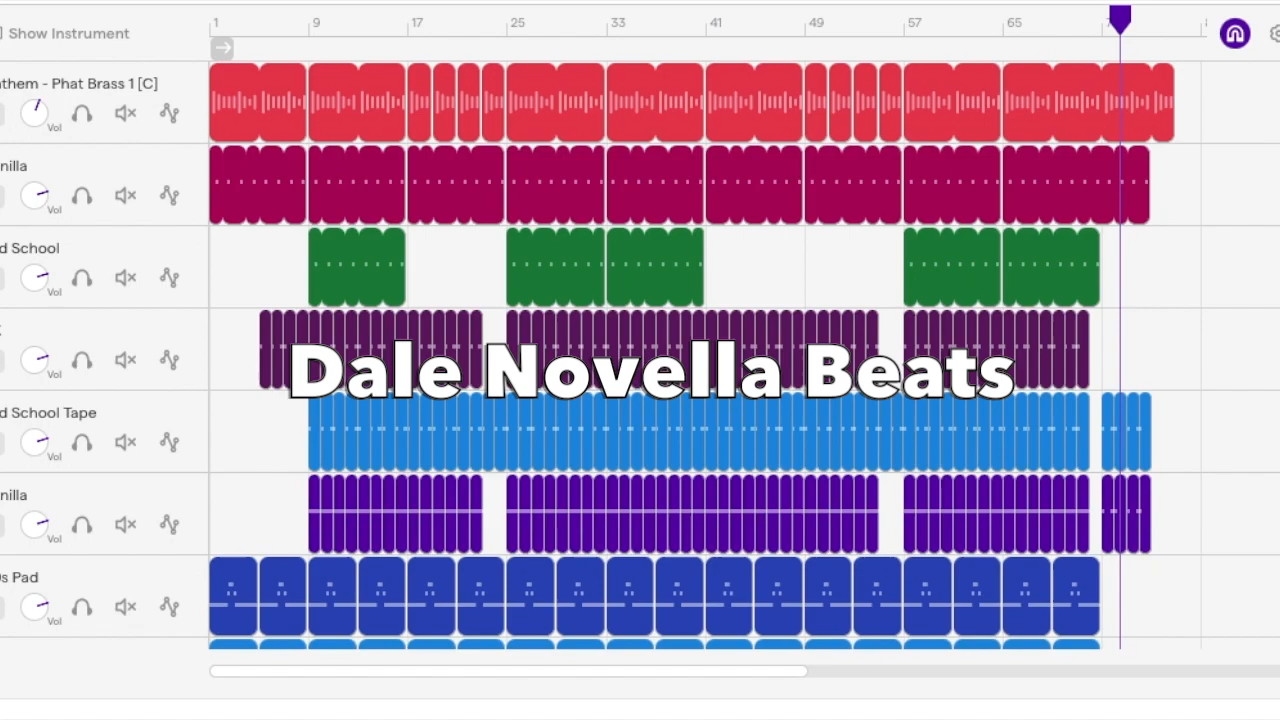 Show Instrument
1 9 17 25 33 41 49 57 65
them - Phat Brass 1 [C]
Vol
nilla
Vol
d School
Vol
Vol
Dale Novella Beats
d School Tape
Vol
nilla
Vol
s Pad
Vol